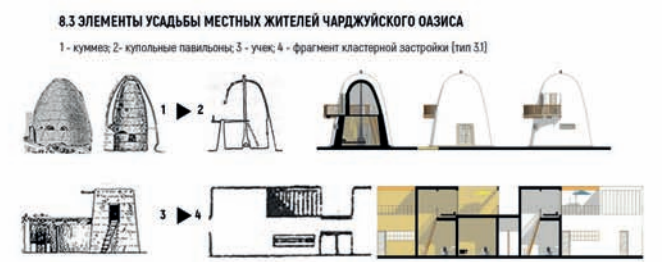 8.3 ЭЛЕМЕНТЫ УСАДЬБЫ МЕСТНЫХ ЖИТЕЛЕЙ ЧАРДЖУЙСКОГО ОАЗИСА
1 - куммез; 2- купольные павильоны; 3 - учек; 4 - фрагмент кластерной застройки (тип 3.1)
1 ▶ 2
3 ▶ 4